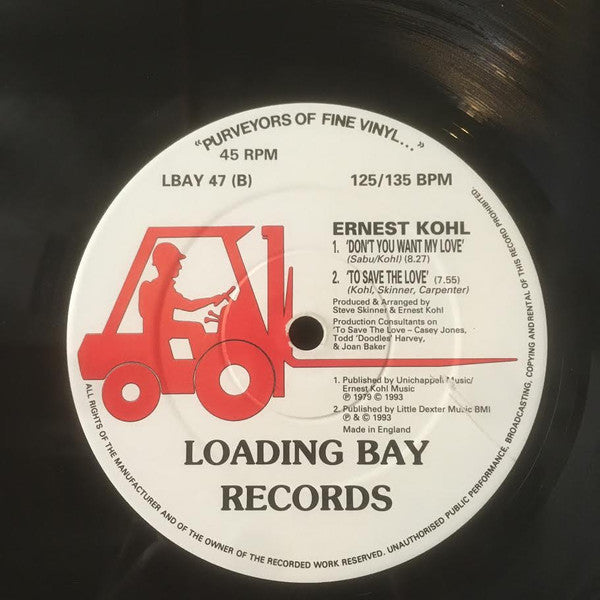 "PURVEYORS OF FINE VINYL...»
45 RPM
LBAY 47 (B)
125/135 BPM
ERNEST KOHL
1. 'DON'T YOU WANT MY LOVE'
(Sabu/Kohl) (8.27)
2. 'TO SAVE THE LOVE' (7.55)
(Kohl, Skinner, Carpenter)
Produced & Arranged by
Steve Skinner & Ernest Kohl
Production Consultants on
'To Save The Love – Casey Jones,
Todd 'Doodles' Harvey,
& Joan Baker
1. Published by Unichappell Music/
Ernest Kohl Music
℗ 1979 © 1993
2. Published by Little Dexter Music BMI
℗ & © 1993
Made in England
LOADING BAY
RECORDS
ALL RIGHTS OF THE MANUFACTURER AND OF THE OWNER OF THE RECORDED WORK RESERVED. UNAUTHORISED PUBLIC PERFORMANCE, BROADCASTING, COPYING AND RENTAL OF THIS RECORD PROHIBITED.